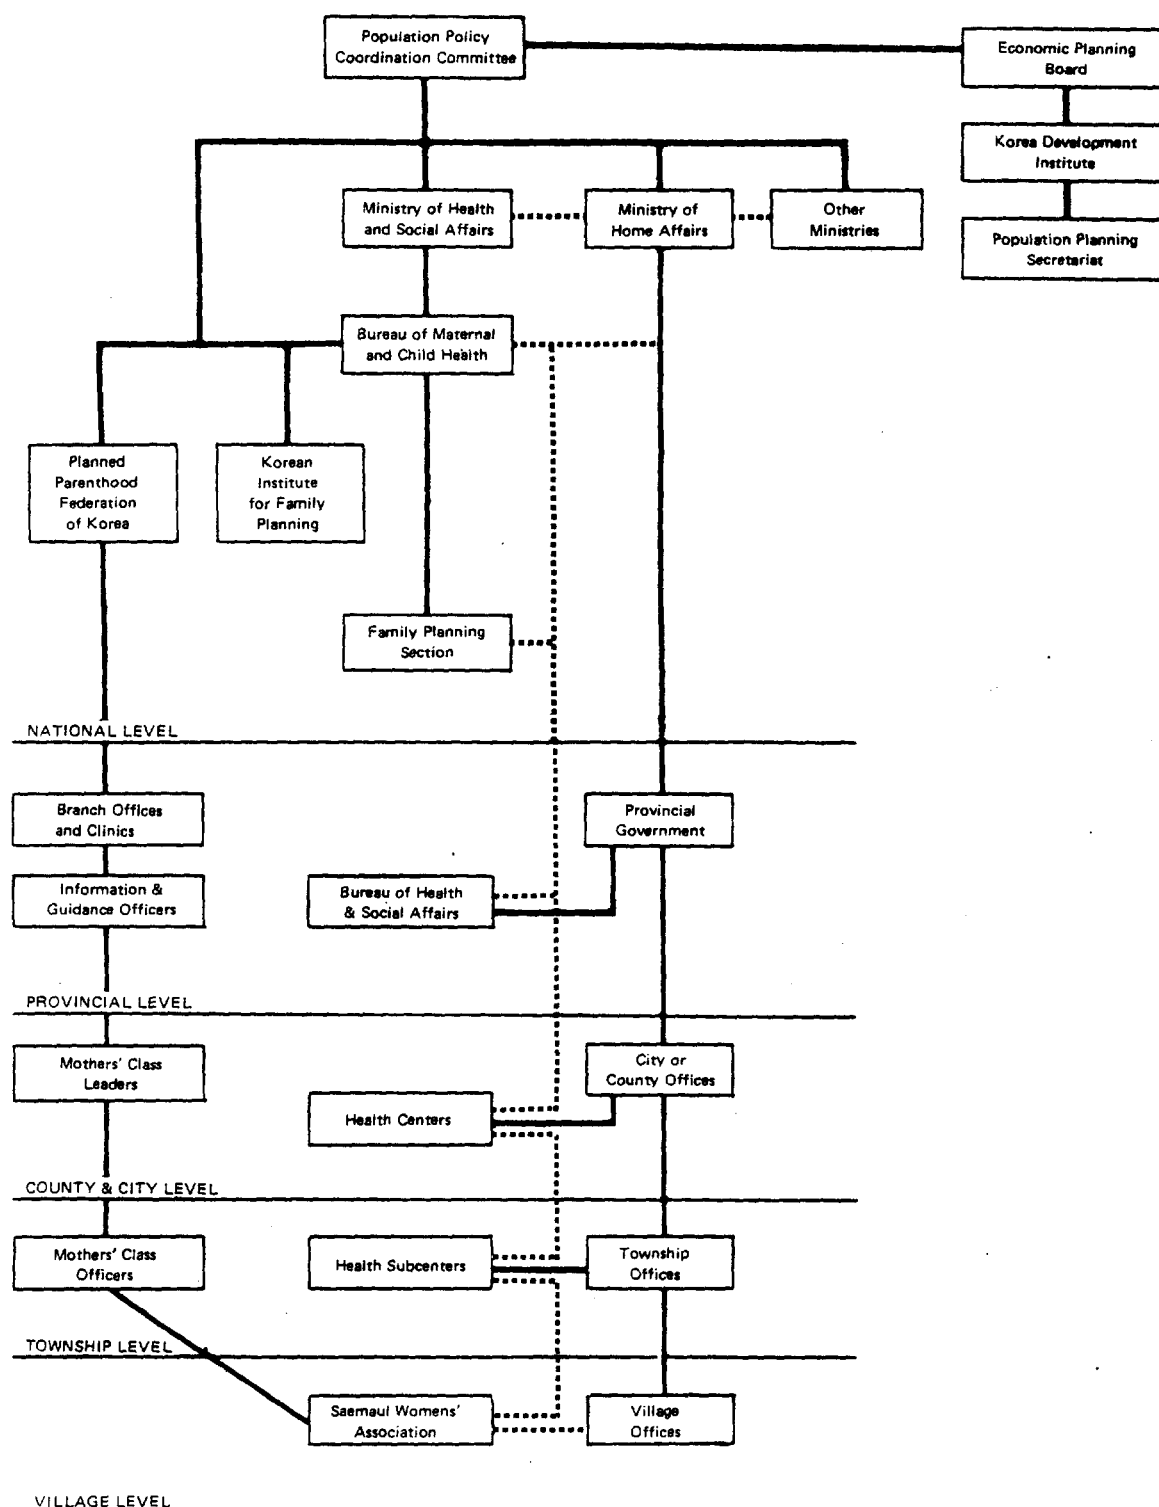 Population Policy
Coordination Committee
Economic Planning
Board
Korea Development
Institute
Ministry of Health
and Social Affairs
Ministry of
Home Affairs
Other
Ministries
Population Planning
Secretariat
Bureau of Maternal
and Child Health
Planned
Parenthood
Federation
of Korea
Korean
Institute
for Family
Planning
Family Planning
Section
NATIONAL LEVEL
Branch Offices
and Clinics
Provincial
Government
Information &
Guidance Officers
Bureau of Health
& Social Affairs
PROVINCIAL LEVEL
Mothers' Class
Leaders
City or
County Offices
Health Centers
COUNTY & CITY LEVEL
Mothers' Class
Officers
Health Subcenters
Township
Offices
TOWNSHIP LEVEL
Saemaul Womens'
Association
Village
Offices
VILLAGE LEVEL